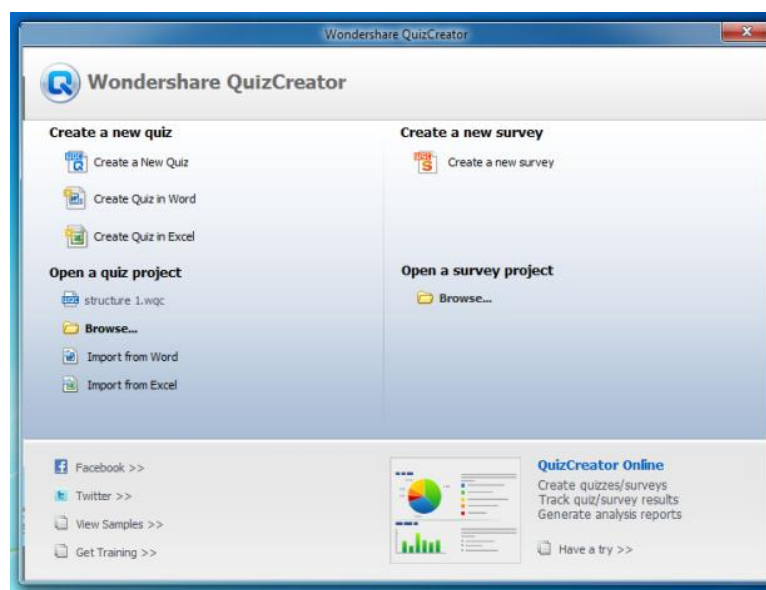 Wondershare QuizCreator
Wondershare QuizCreator
Create a new quiz
Create a New Quiz
Create Quiz in Word
Create Quiz in Excel
Create a new survey
Create a new survey
Open a quiz project
structure 1.wqc
Browse...
Import from Word
Import from Excel
Open a survey project
Browse...
Facebook >>
Twitter >>
View Samples >>
Get Training >>
QuizCreator Online
Create quizzes/surveys
Track quiz/survey results
Generate analysis reports
Have a try >>